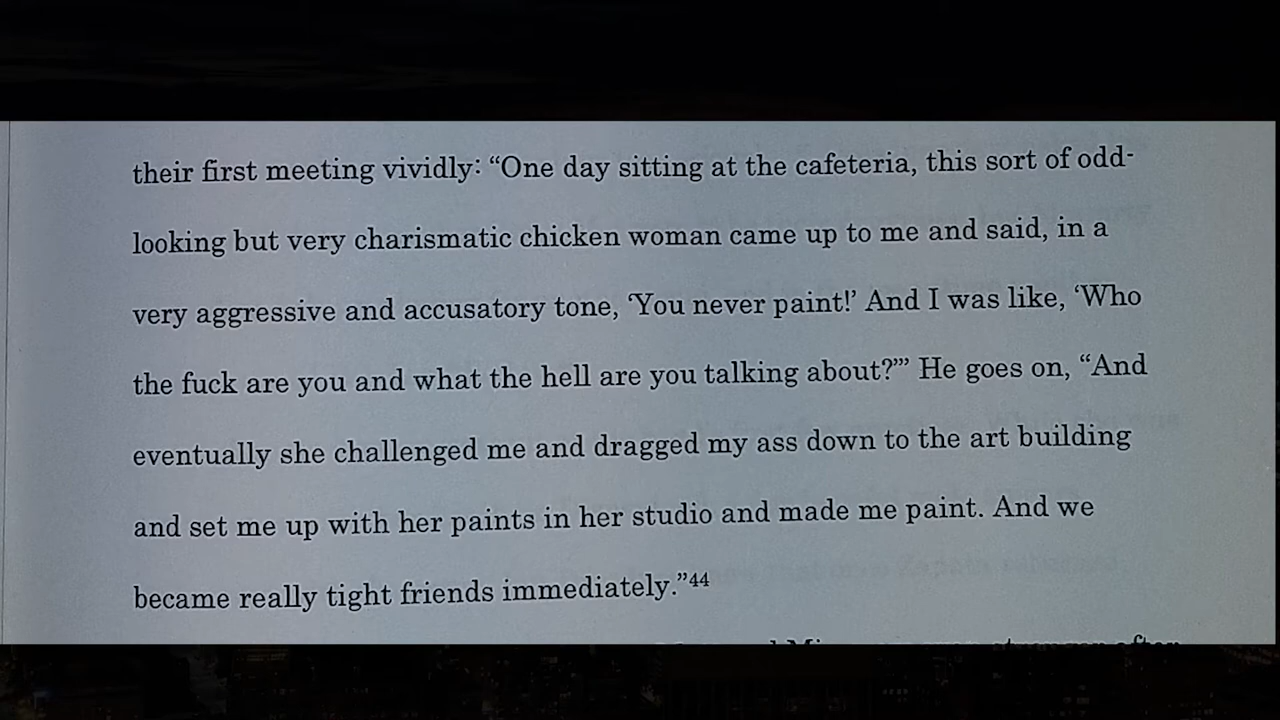 their first meeting vividly: “One day sitting at the cafeteria, this sort of odd-
looking but very charismatic chicken woman came up to me and said, in a
very aggressive and accusatory tone, ‘You never paint!’ And I was like, ‘Who
the fuck are you and what the hell are you talking about?’” He goes on, “And
eventually she challenged me and dragged my ass down to the art building
and set me up with her paints in her studio and made me paint. And we
became really tight friends immediately.”44